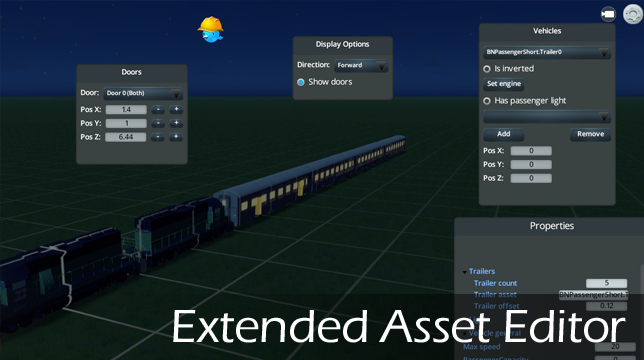 Doors
Door: Door 0 (Both)
Pos X: 1.4 - +
Pos Y: 1 - +
Pos Z: 6.44 - +
Display Options
Direction: Forward
Show doors
Vehicles
BNPassengerShort.Trailer0
Is inverted
Set engine
Has passenger light
Add Remove
Pos X: 0
Pos Y: 0
Pos Z: 0
Properties
Trailers
Trailer count 5
Trailer asset BNPassengerShort.T
Trailer offset 0.12
Vehicle general
Max speed 20
Extended Asset Editor